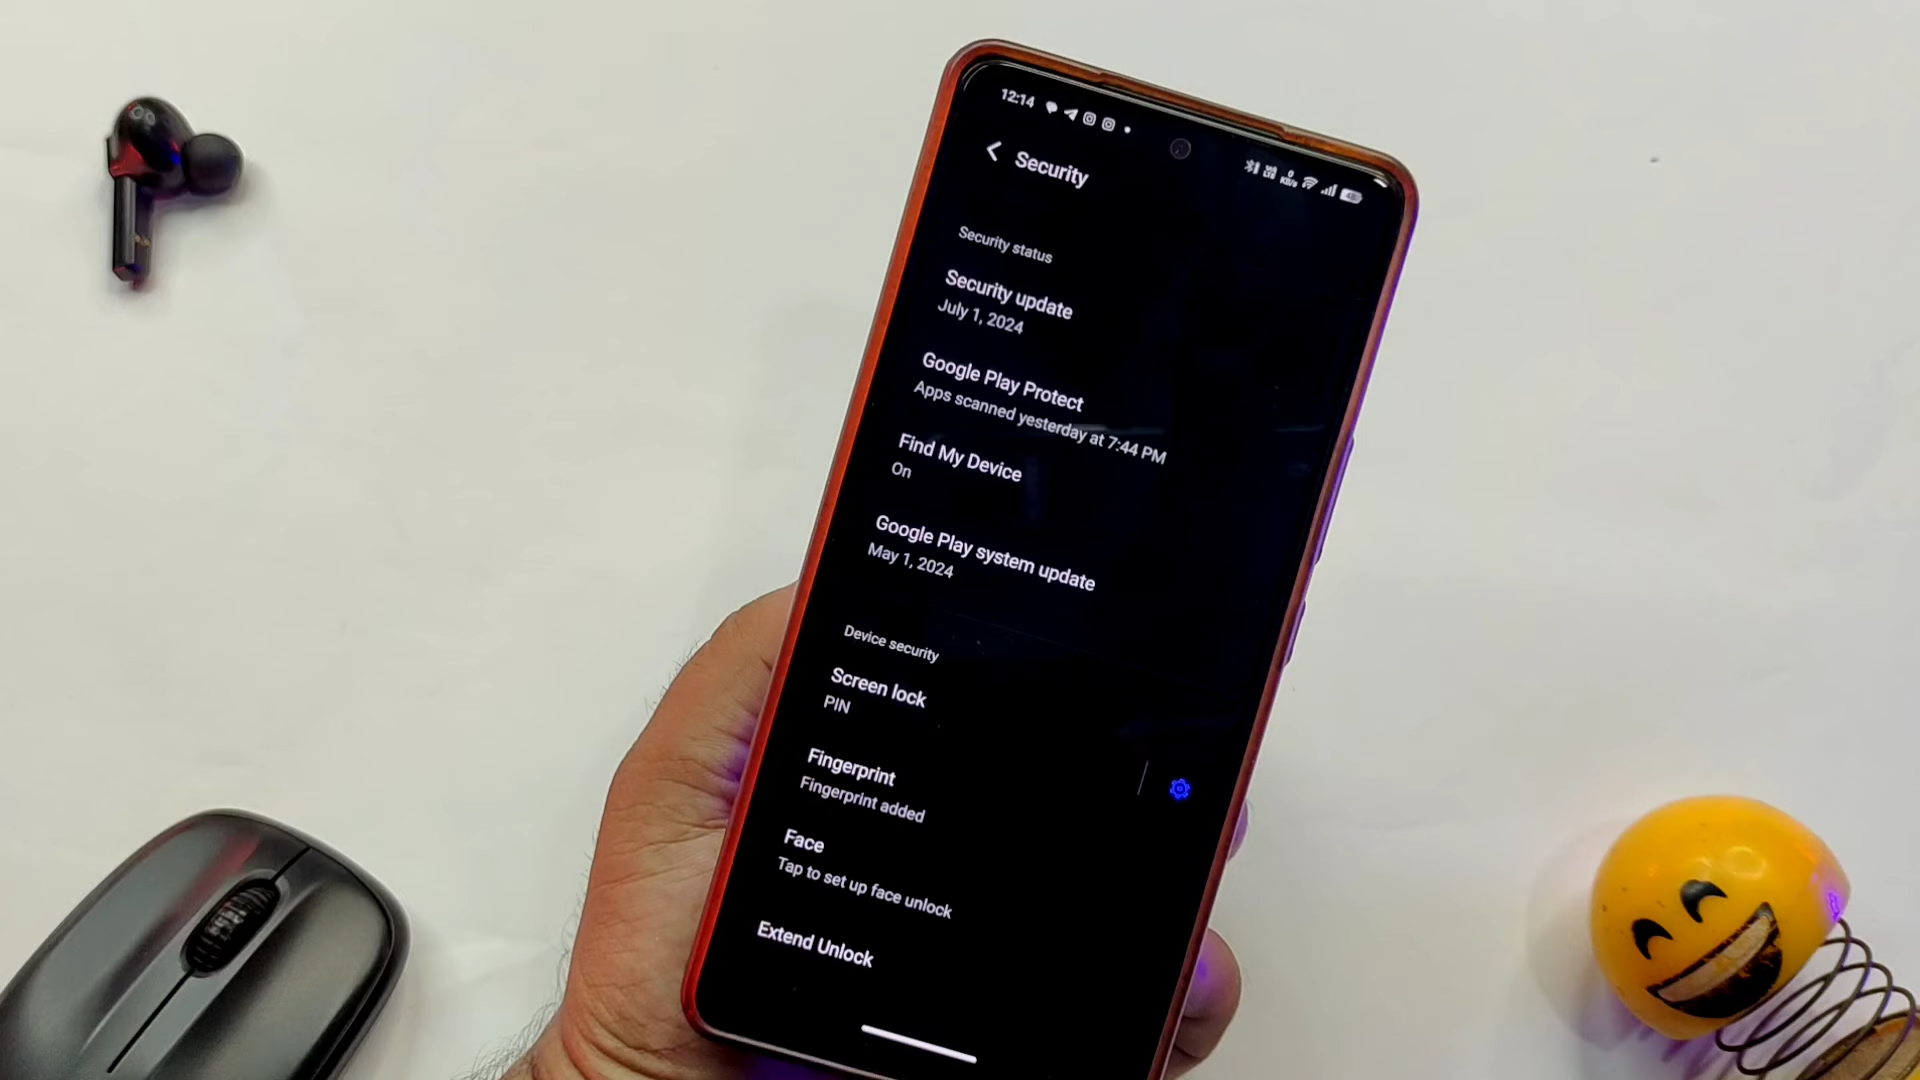 12:14
Security
Security status
Security update
July 1, 2024
Google Play Protect
Apps scanned yesterday at 7:44 PM
Find My Device
On
Google Play system update
May 1, 2024
Device security
Screen lock
PIN
Fingerprint
Fingerprint added
Face
Tap to set up face unlock
Extend Unlock